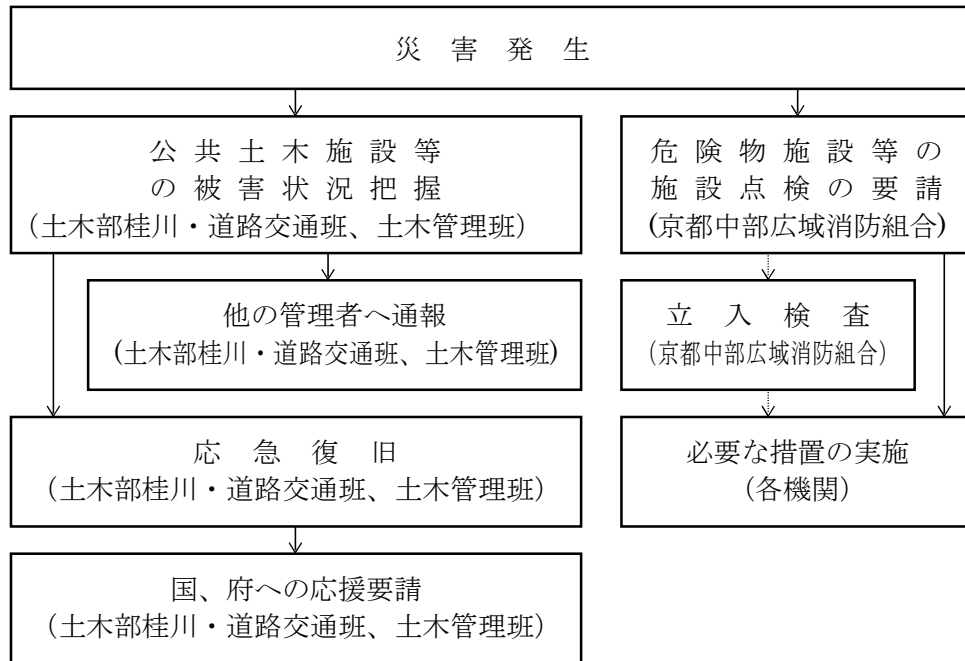 災害発生
公共土木施設等
の被害状況把握
（土木部桂川・道路交通班、土木管理班）
危険物施設等の
施設点検の要請
(京都中部広域消防組合)
他の管理者へ通報
(土木部桂川・道路交通班、土木管理班)
立入検査
（京都中部広域消防組合）
応急復旧
（土木部桂川・道路交通班、土木管理班）
必要な措置の実施
（各機関）
国、府への応援要請
（土木部桂川・道路交通班、土木管理班）